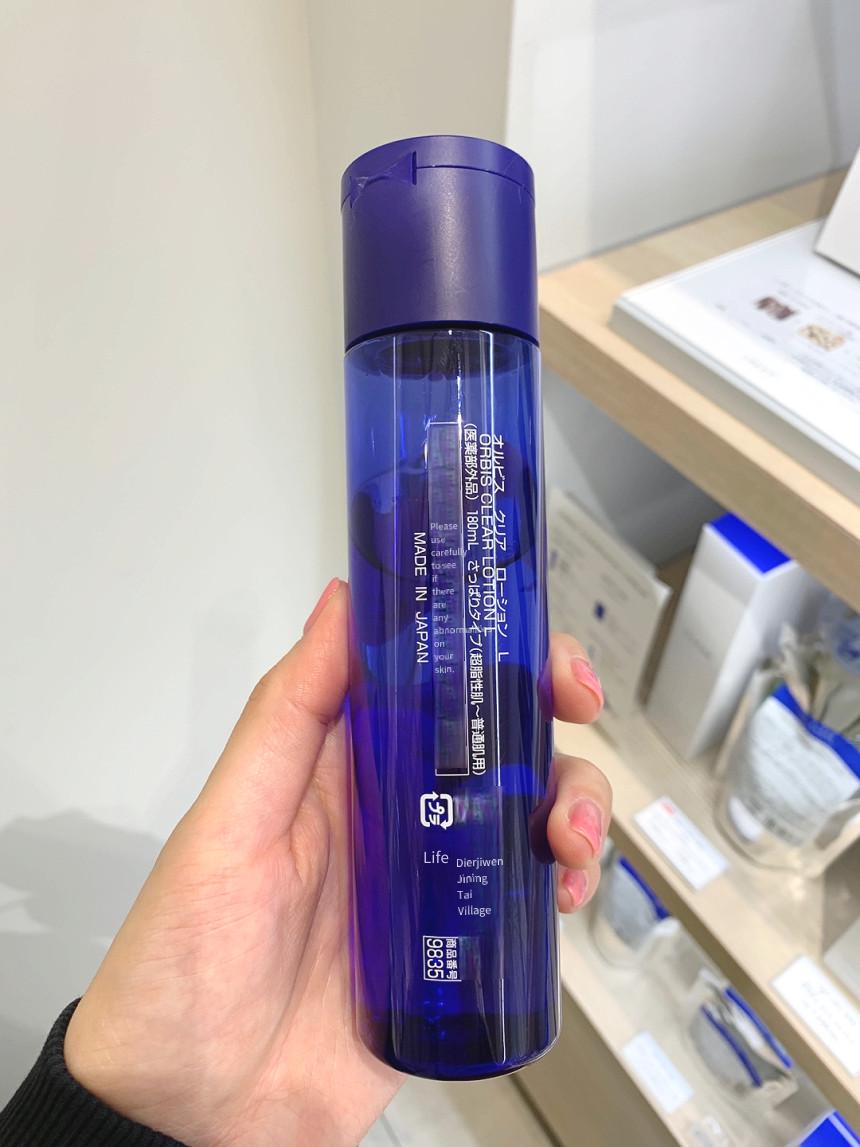 オルビス クリア ローション L
ORBIS CLEAR LOTION L
(医薬部外品) 180mL さっぱりタイプ(超脂性肌~普通肌用)
Please
use
carefully
to see
if
there
are
any
on
your
skin.
MADE IN JAPAN
プラ
Life
Dierjiwen
Jining
Tai
Village
商品番号
9835